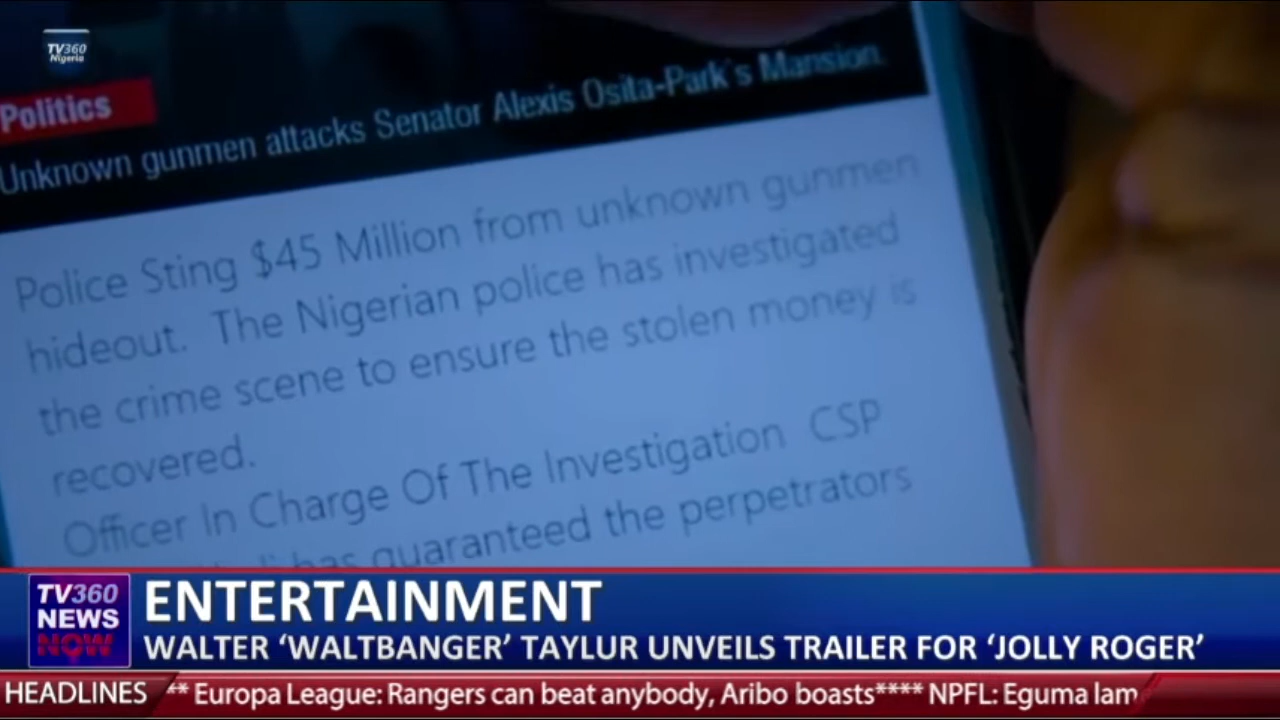 TV360
Nigeria
Politics
Unknown gunmen attacks Senator Alexis Osita-Park's Mansion
Police Sting $45 Million from unknown gunmen
hideout. The Nigerian police has investigated
the crime scene to ensure the stolen money is
recovered.
Officer In Charge Of The Investigation CSP
has guaranteed the perpetrators
TV360
NEWS
NOW
ENTERTAINMENT
WALTER ‘WALTBANGER’ TAYLUR UNVEILS TRAILER FOR ‘JOLLY ROGER’
HEADLINES ** Europa League: Rangers can beat anybody, Aribo boasts**** NPFL: Eguma lam